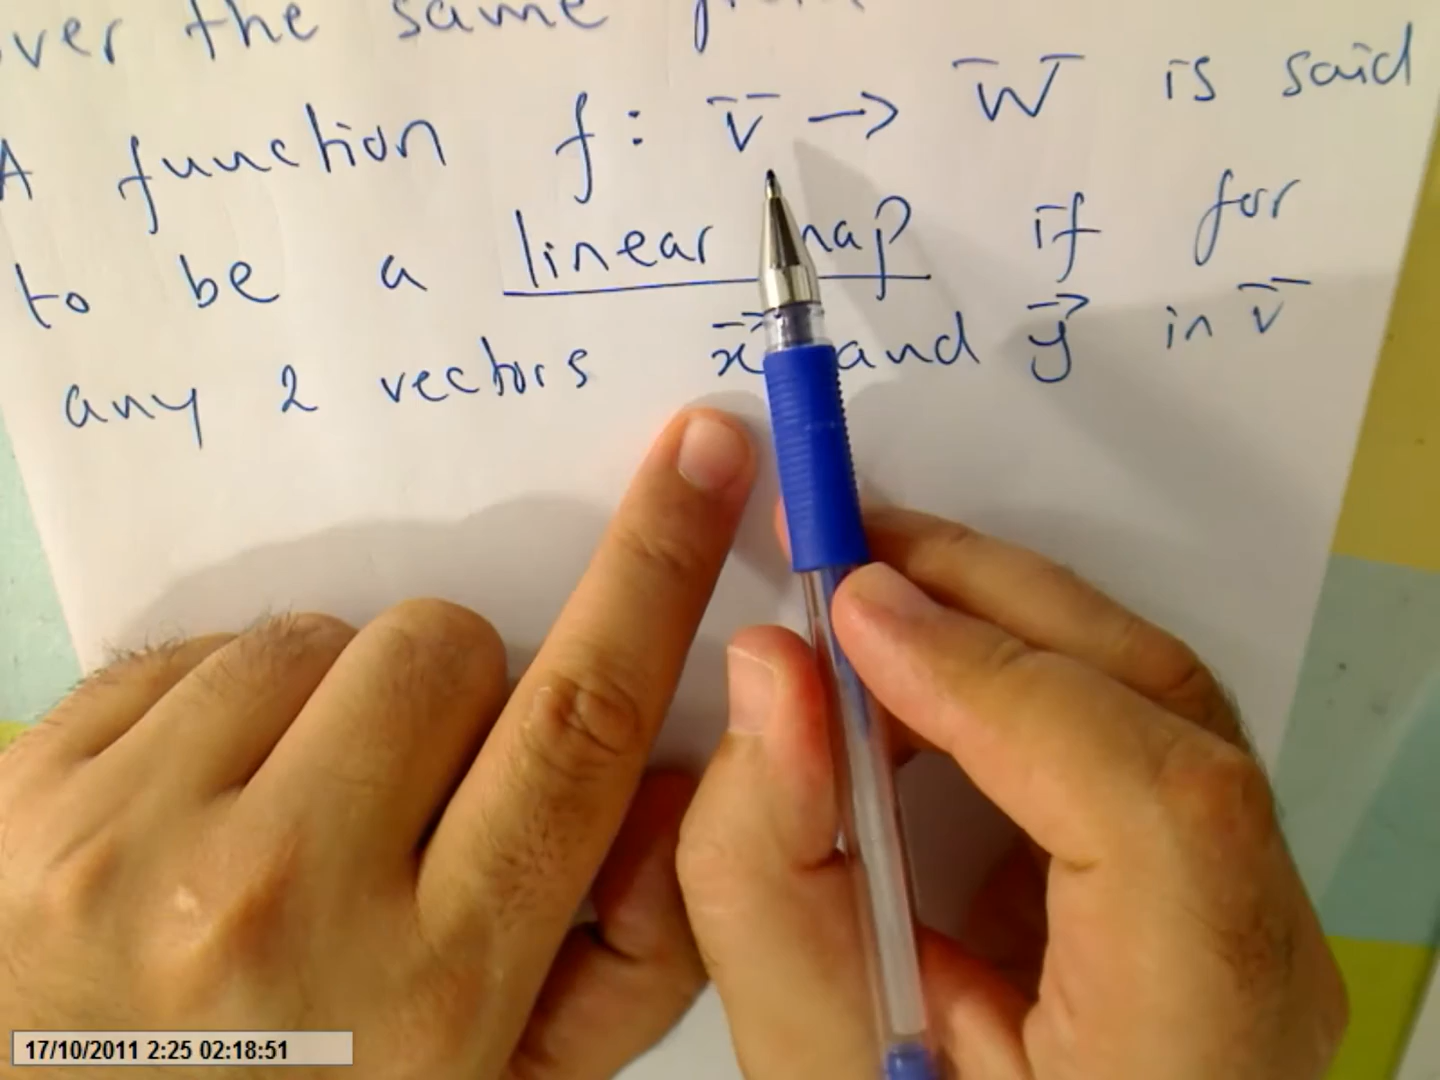 over the same
A function f: V → W is said
to be a linear map if for
any 2 vectors x⃗ and y⃗ in V
17/10/2011 2:25 02:18:51